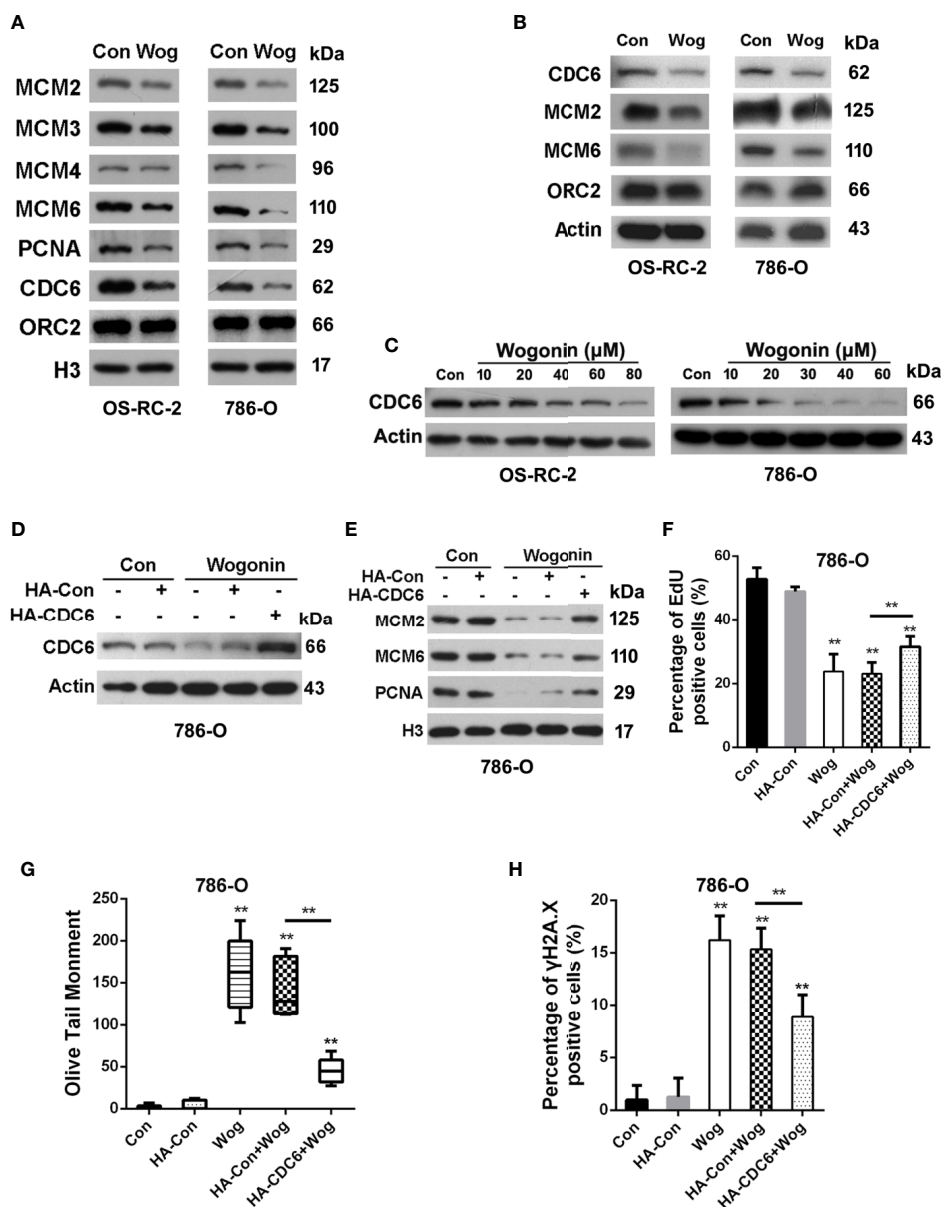 A
Con Wog Con Wog kDa
MCM2 125
MCM3 100
MCM4 96
MCM6 110
PCNA 29
CDC6 62
ORC2 66
H3 17
OS-RC-2 786-O
B
Con Wog Con Wog kDa
CDC6 62
MCM2 125
MCM6 110
ORC2 66
Actin 43
OS-RC-2 786-O
C
Wogonin (µM) Wogonin (µM)
Con 10 20 40 60 80 Con 10 20 30 40 60 kDa
CDC6 66
Actin 43
OS-RC-2 786-O
D
Con Wogonin
HA-Con - + - + -
HA-CDC6 - - - - + kDa
CDC6 66
Actin 43
786-O
E
Con Wogonin
HA-Con - + - + -
HA-CDC6 - - - - + kDa
MCM2 125
MCM6 110
PCNA 29
H3 17
786-O
F
786-O
Percentage of EdU
positive cells (%)
60
40
20
0
**
** ** **
Con
HA-Con
Wog
HA-Con+Wog
HA-CDC6+Wog
G
786-O
Olive Tail Monment
250
200
150
100
50
0
** ** **
**
Con
HA-Con
Wog
HA-Con+Wog
HA-CDC6+Wog
H
786-O
Percentage of γH2A.X
positive cells (%)
20
15
10
5
0
** ** **
**
Con
HA-Con
Wog
HA-Con+Wog
HA-CDC6+Wog